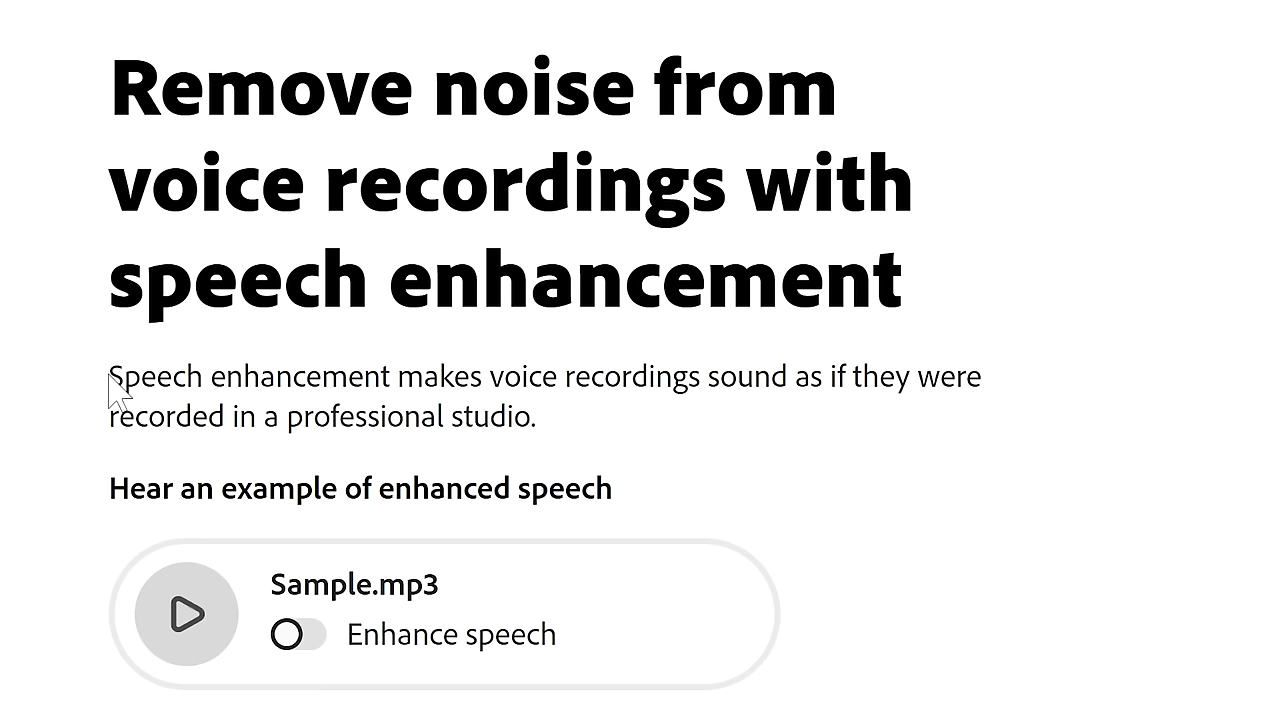 Remove noise from
voice recordings with
speech enhancement
Speech enhancement makes voice recordings sound as if they were
recorded in a professional studio.
Hear an example of enhanced speech
Sample.mp3
Enhance speech